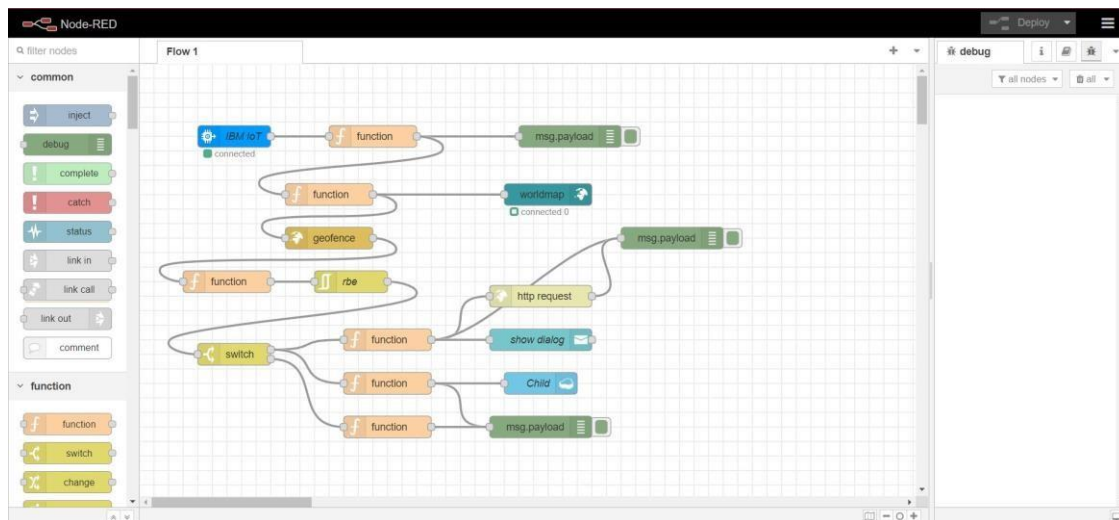 Node-RED
Deploy
filter nodes
Flow 1
debug
i
all nodes
all
common
inject
debug
complete
catch
status
link in
link call
link out
comment
function
function
switch
change
IBM IoT
connected
function
msg.payload
function
worldmap
connected 0
geofence
msg.payload
function
rbe
http request
switch
function
show dialog
function
Child
function
msg.payload